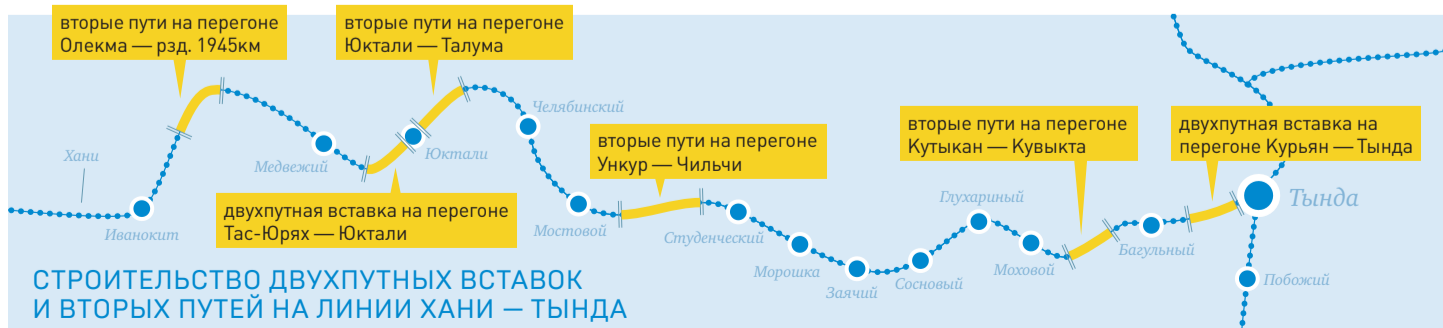 вторые пути на перегоне
Олекма — рзд. 1945км
вторые пути на перегоне
Юктали — Талума
Челябинский
вторые пути на перегоне
Ункур — Чильчи
вторые пути на перегоне
Кутыкан — Кувыкта
двухпутная вставка на
перегоне Курьян — Тында
Хани
Медвежий
Юктали
Иванокит
двухпутная вставка на перегоне
Тас-Юрях — Юктали
Мостовой
Студенческий
Морошка
Заячий
Сосновый
Глухариный
Моховой
Багульный
Тында
Побожий
СТРОИТЕЛЬСТВО ДВУХПУТНЫХ ВСТАВОК
И ВТОРЫХ ПУТЕЙ НА ЛИНИИ ХАНИ — ТЫНДА